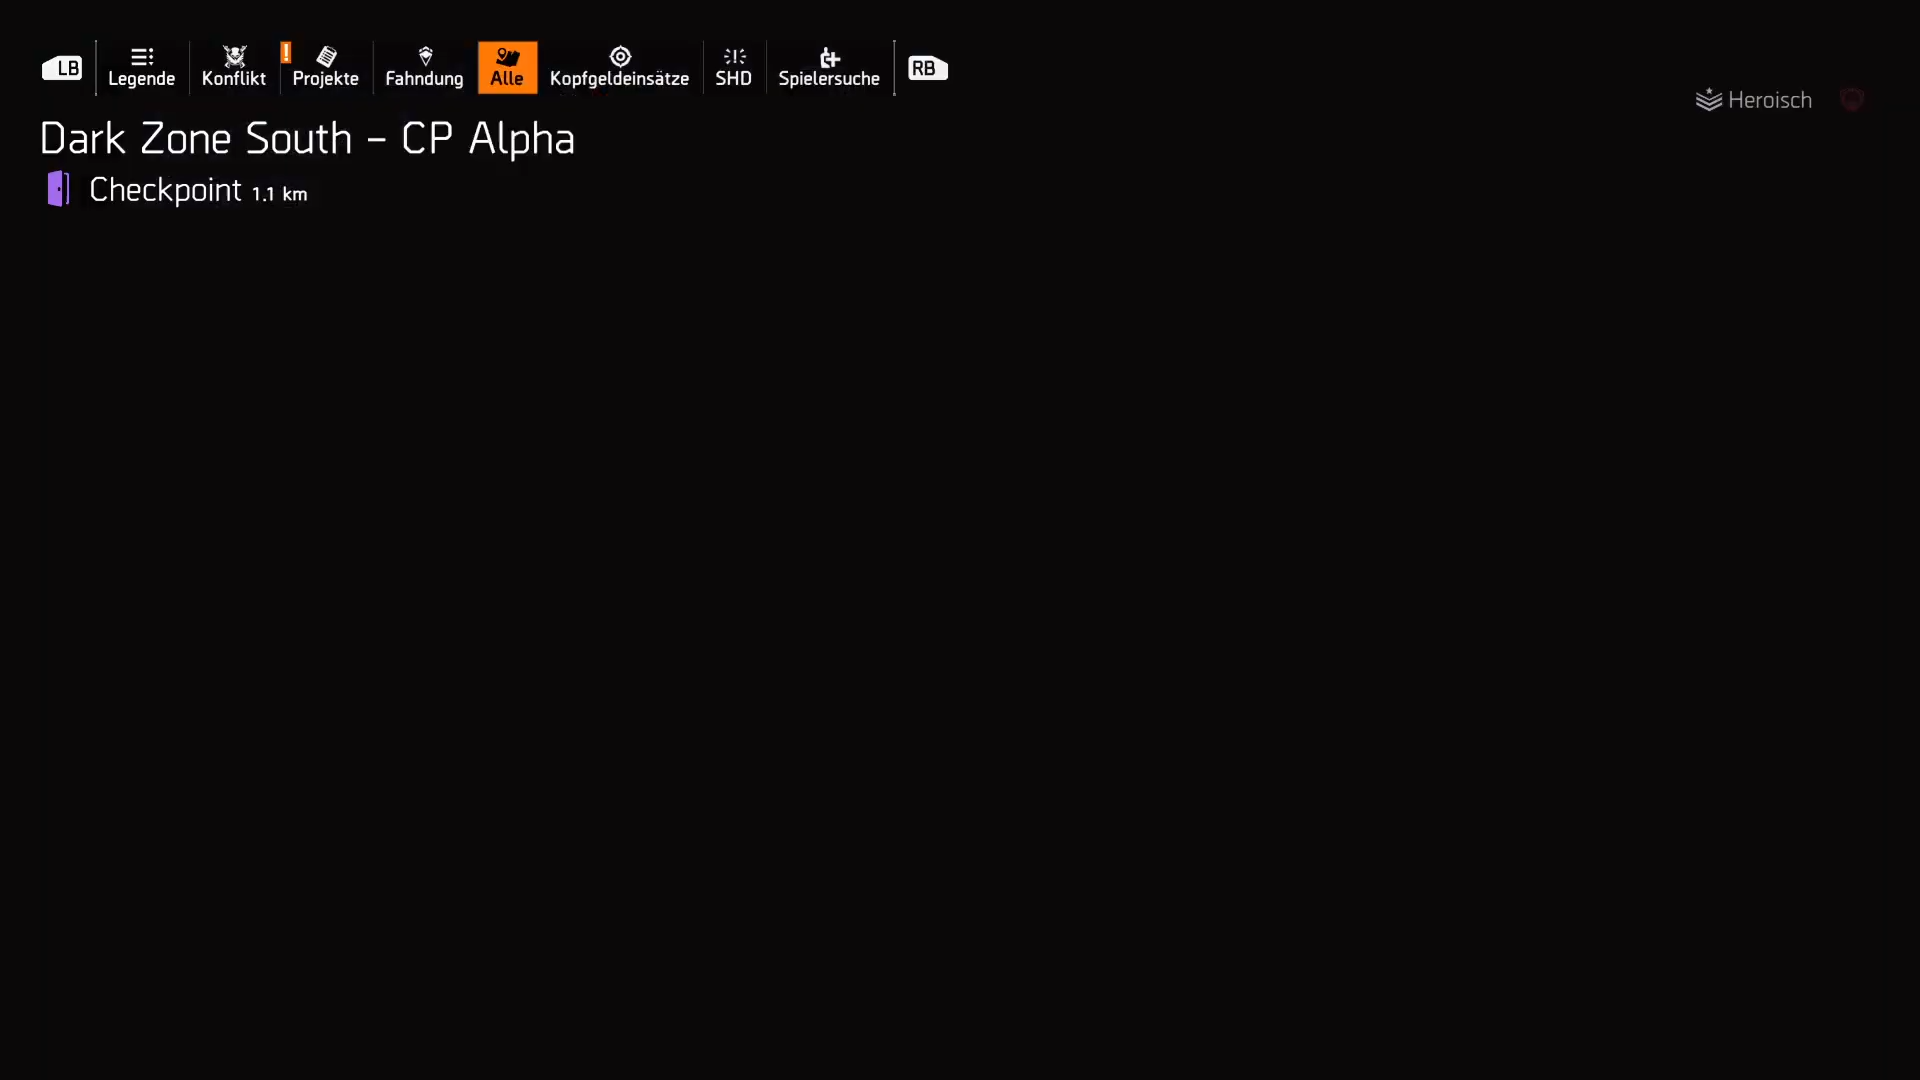 LB Legende Konflikt ! Projekte Fahndung Alle Kopfgeldeinsätze SHD Spielersuche RB
Heroisch
Dark Zone South – CP Alpha
Checkpoint 1.1 km